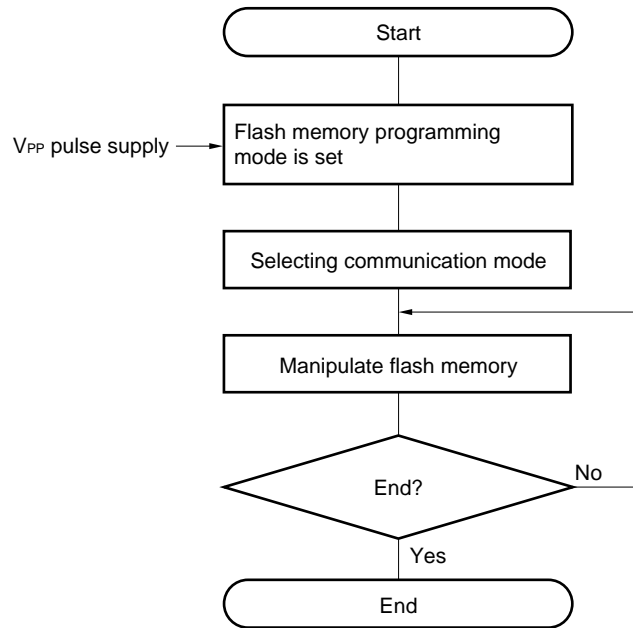 Start
VPP pulse supply
Flash memory programming
mode is set
Selecting communication mode
Manipulate flash memory
End?
No
Yes
End